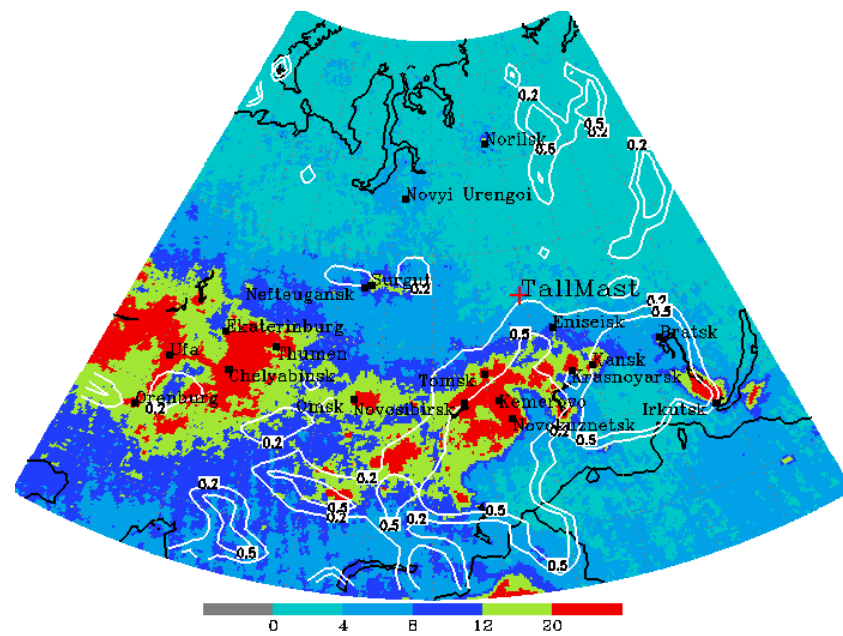 0.2
0.5
0.2
0.2
0.5
Norilsk
Novyi Urengoi
Surgut
Nefteugansk
0.2
TallMast
0.2
0.5
Eniseisk
Bratsk
Ekaterinburg
0.5
Ufa
Thumen
Kansk
Chelyabinsk
Tomsk
Krasnoyarsk
Orenburg
0.2
Omsk
Novosibirsk
Kemerovo
Irkutsk
Novokuznetsk
0.2
0.2
0.5
0.2
0.5
0.2
0.5
0.2
0.5
0.5
0.5
0 4 8 12 20